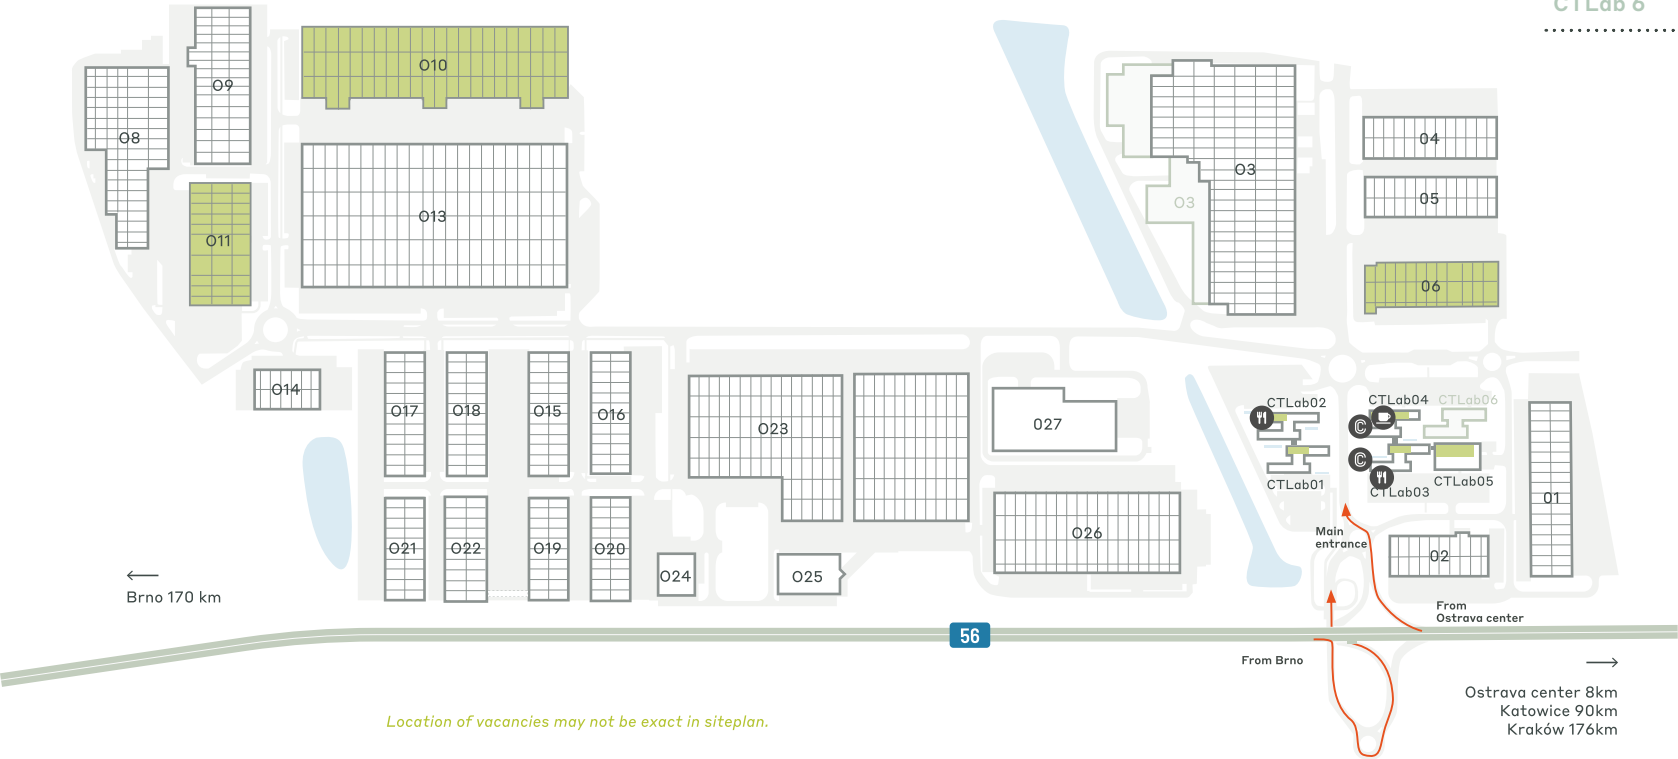 CTLab 6
O9
O10
O8
O3
O4
O5
O3
O13
O11
O6
O14
O17
O18
O15
O16
O23
O27
CTLab02
CTLab04
CTLab06
C
C
CTLab01
CTLab03
CTLab05
O1
O21
O22
O19
O20
O24
O25
O26
Main
entrance
O2
Brno 170 km
From
Ostrava center
56
From Brno
Ostrava center 8km
Katowice 90km
Kraków 176km
Location of vacancies may not be exact in siteplan.